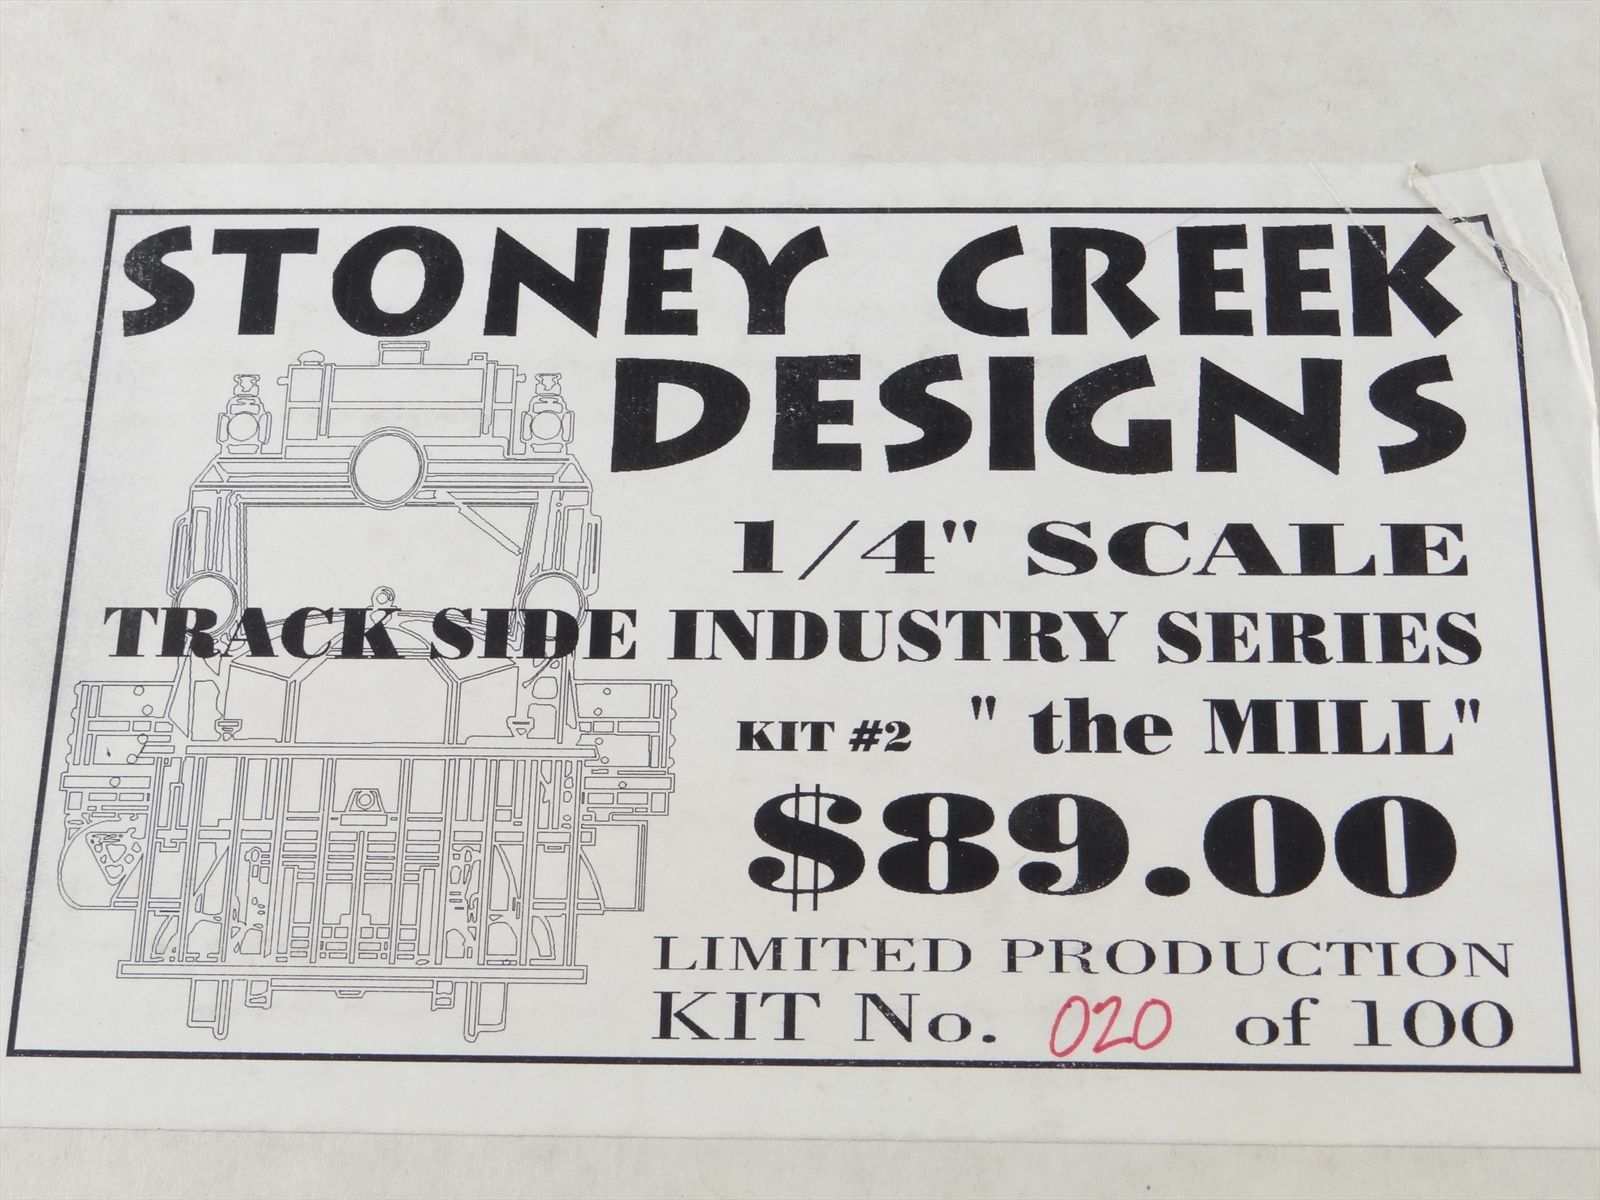 STONEY CREEK
DESIGNS
1/4" SCALE
TRACK SIDE INDUSTRY SERIES
KIT #2 " the MILL"
$89.00
LIMITED PRODUCTION
KIT No. 020 of 100